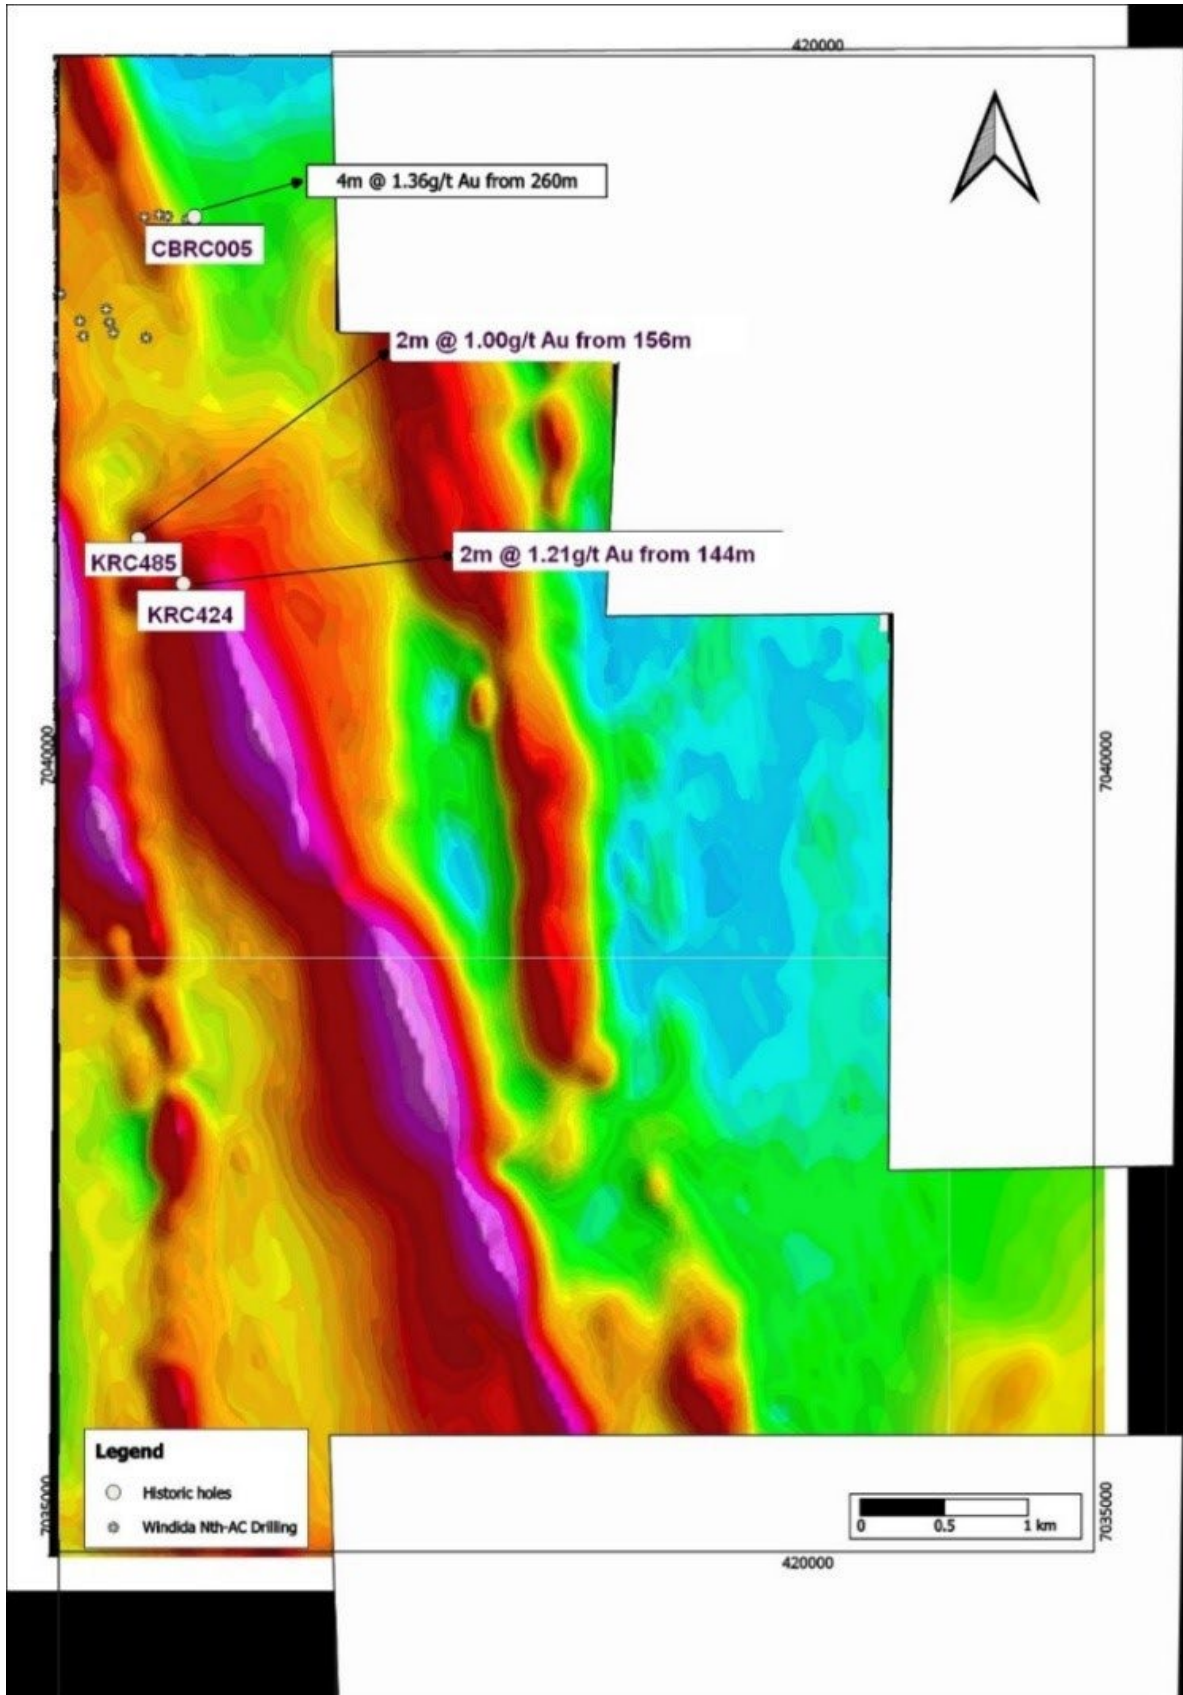 420000
4m @ 1.36g/t Au from 260m
CBRC005
2m @ 1.00g/t Au from 156m
KRC485
2m @ 1.21g/t Au from 144m
KRC424
7040000
7040000
Legend
Historic holes
Windida Nth-AC Drilling
7035000
0 0.5 1 km
7035000
420000